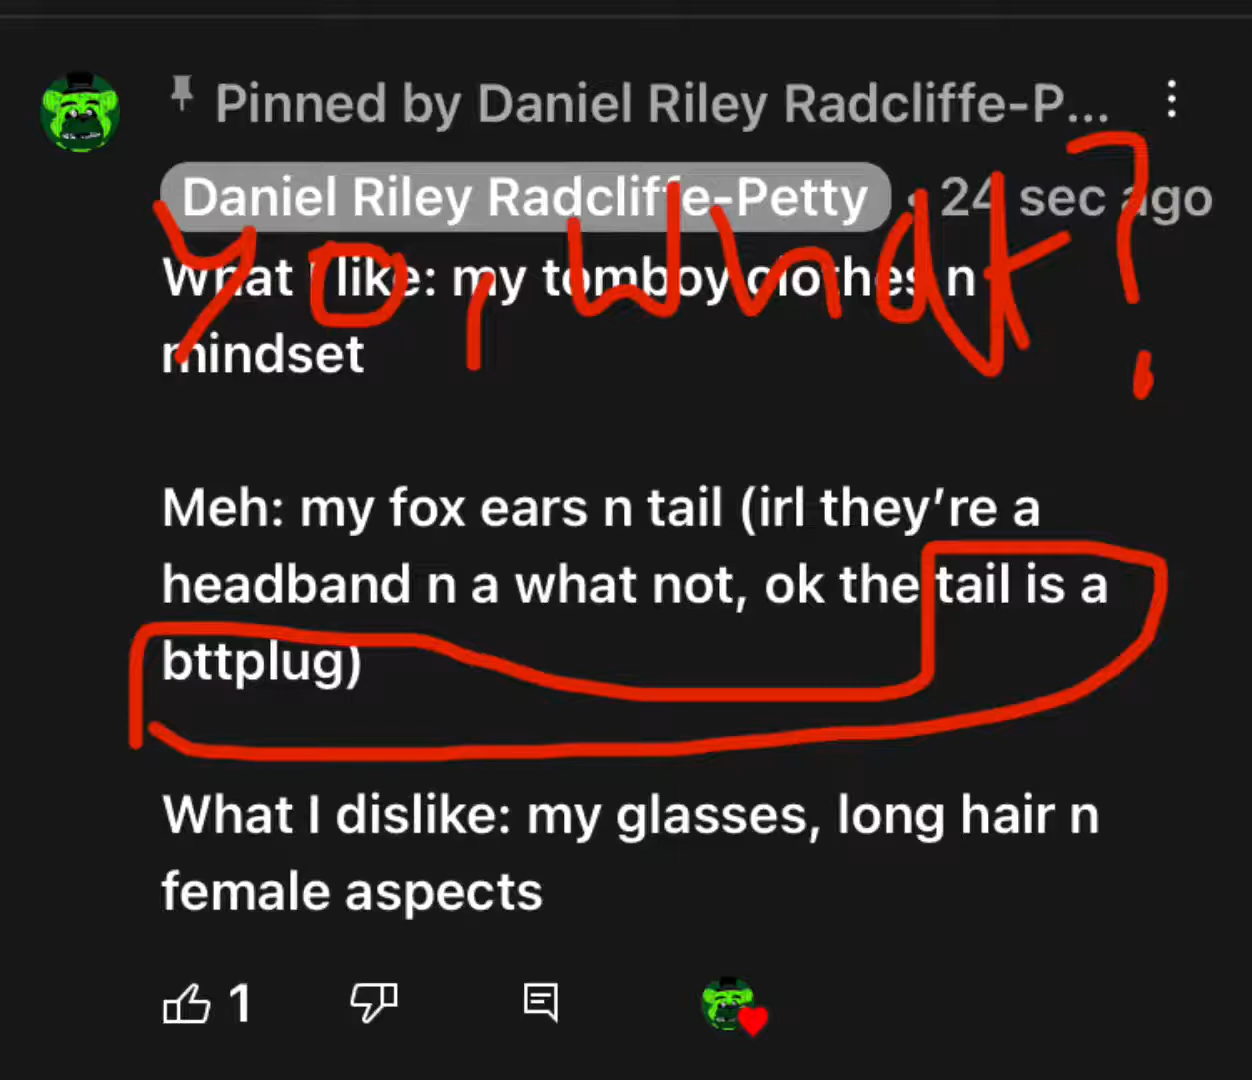 Pinned by Daniel Riley Radcliffe-P...
Daniel Riley Radcliffe-Petty • 24 sec ago
yo, what?
What I like: my tomboy clothes n
mindset
Meh: my fox ears n tail (irl they’re a
headband n a what not, ok the tail is a
bttplug)
What I dislike: my glasses, long hair n
female aspects
1